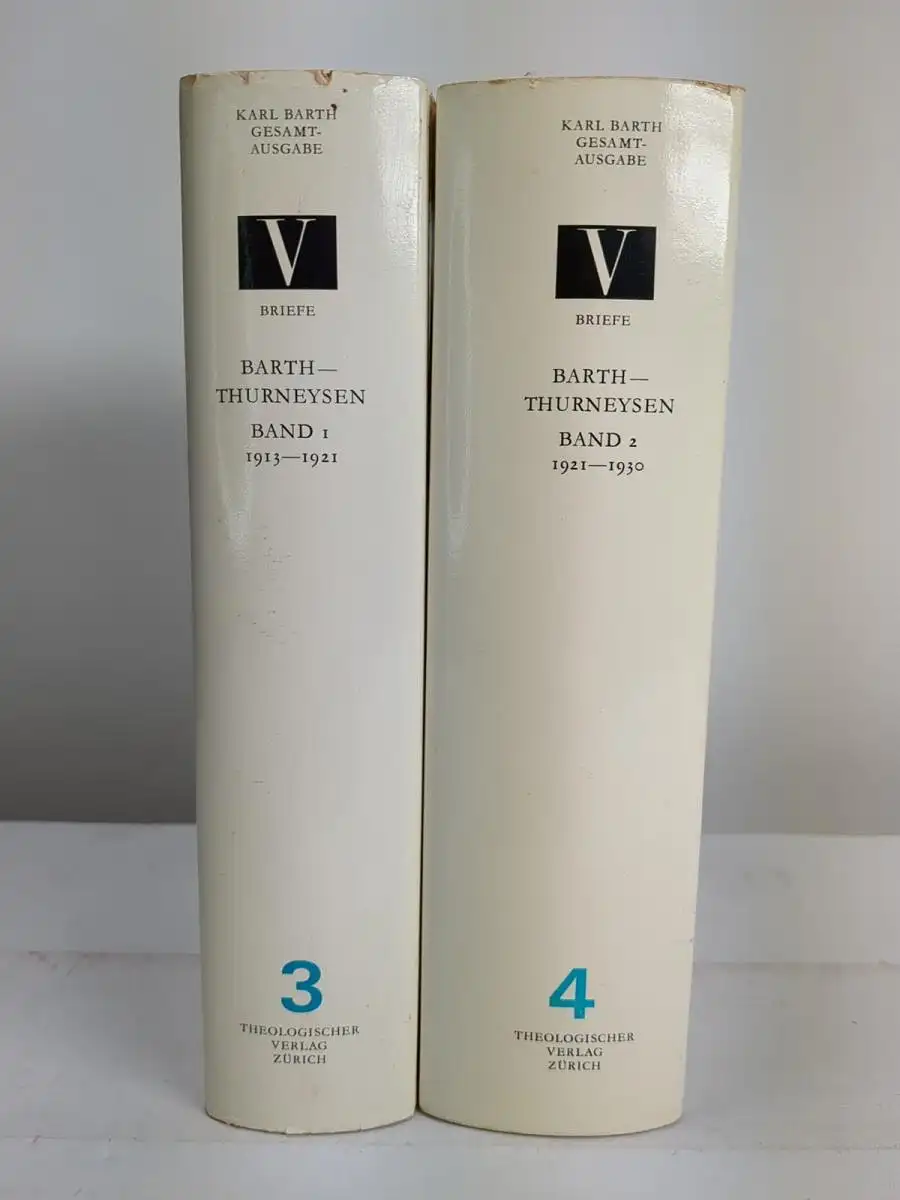 KARL BARTH
GESAMT-
AUSGABE
V
BRIEFE
BARTH—
THURNEYSEN
BAND 1
1913—1921
3
THEOLOGISCHER
VERLAG
ZÜRICH
KARL BARTH
GESAMT-
AUSGABE
V
BRIEFE
BARTH—
THURNEYSEN
BAND 2
1921—1930
4
THEOLOGISCHER
VERLAG
ZÜRICH